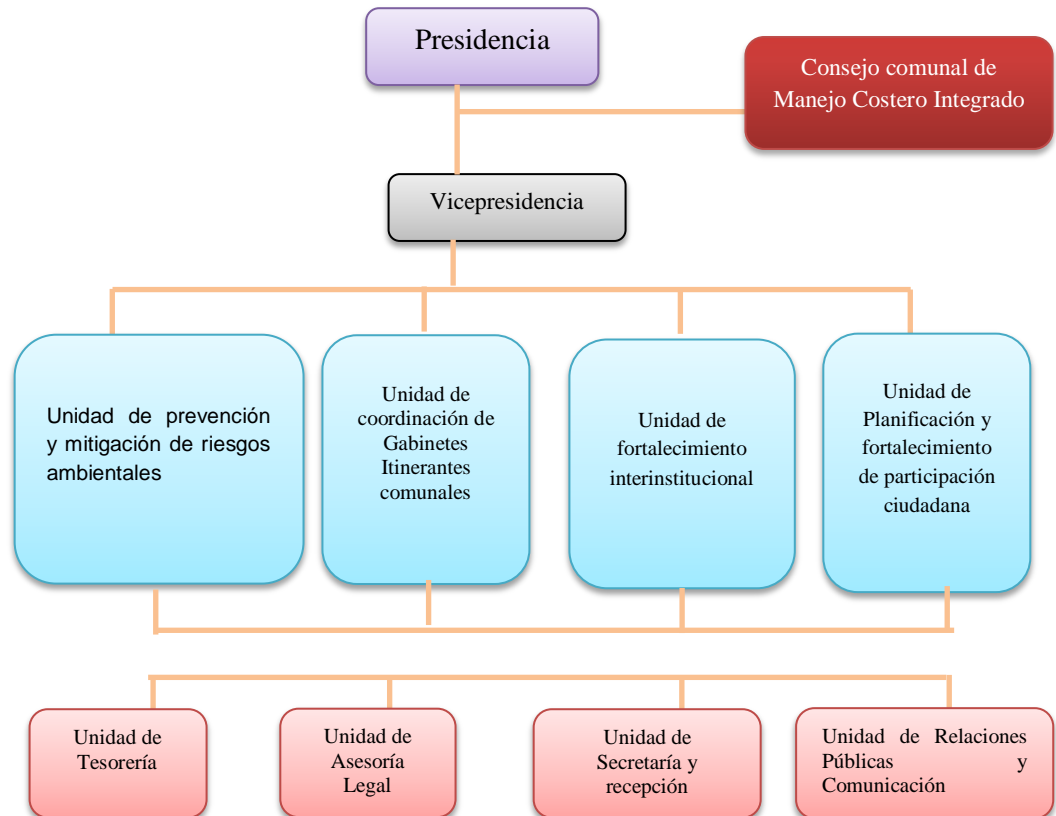 Presidencia
Consejo comunal de
Manejo Costero Integrado
Vicepresidencia
Unidad de prevención
y mitigación de riesgos
ambientales
Unidad de
coordinación de
Gabinetes
Itinerantes
comunales
Unidad de
fortalecimiento
interinstitucional
Unidad de
Planificación y
fortalecimiento
de participación
ciudadana
Unidad de
Tesorería
Unidad de
Asesoría
Legal
Unidad de
Secretaría y
recepción
Unidad de Relaciones
Públicas y
Comunicación